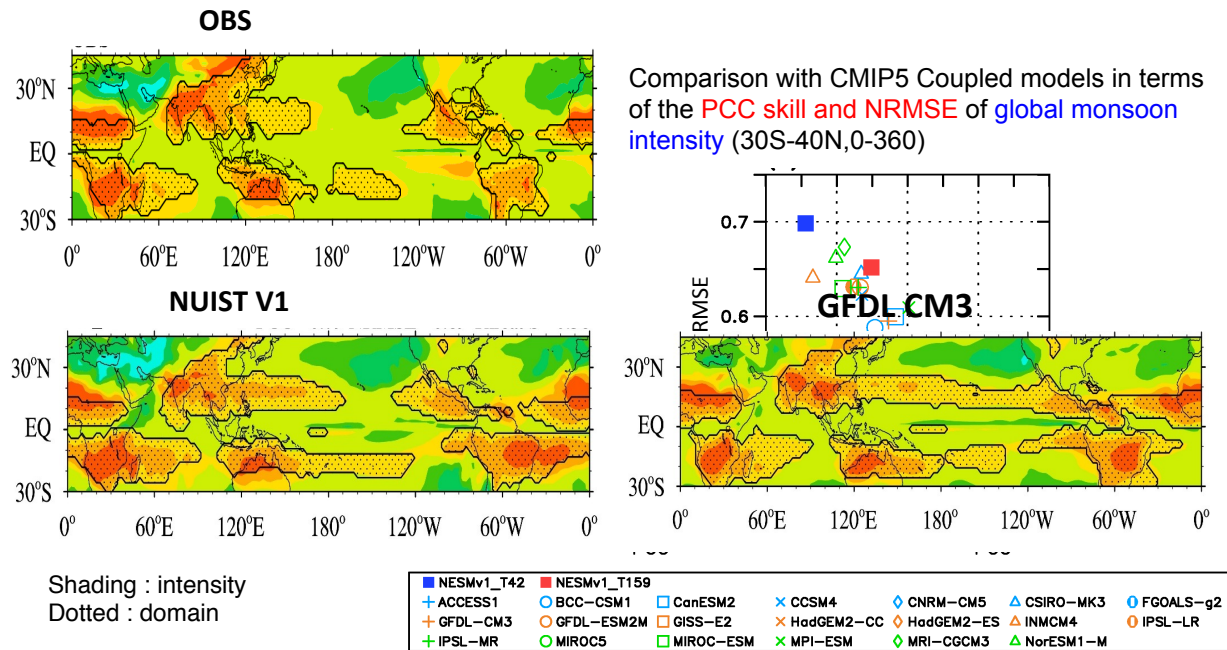 OBS
30°N
EQ
30°S
0° 60°E 120°E 180° 120°W 60°W 0°
Comparison with CMIP5 Coupled models in terms
of the PCC skill and NRMSE of global monsoon
intensity (30S-40N,0-360)
0.7
0.6
RMSE
NUIST V1
30°N
EQ
30°S
0° 60°E 120°E 180° 120°W 60°W 0°
GFDL CM3
30°N
EQ
30°S
0° 60°E 120°E 180° 120°W 60°W 0°
Shading : intensity
Dotted : domain
NESMv1_T42 NESMv1_T159
ACCESS1 BCC-CSM1 CanESM2 CCSM4 CNRM-CM5 CSIRO-MK3 FGOALS-g2
GFDL-CM3 GFDL-ESM2M GISS-E2 HadGEM2-CC HadGEM2-ES INMCM4 IPSL-LR
IPSL-MR MIROC5 MIROC-ESM MPI-ESM MRI-CGCM3 NorESM1-M